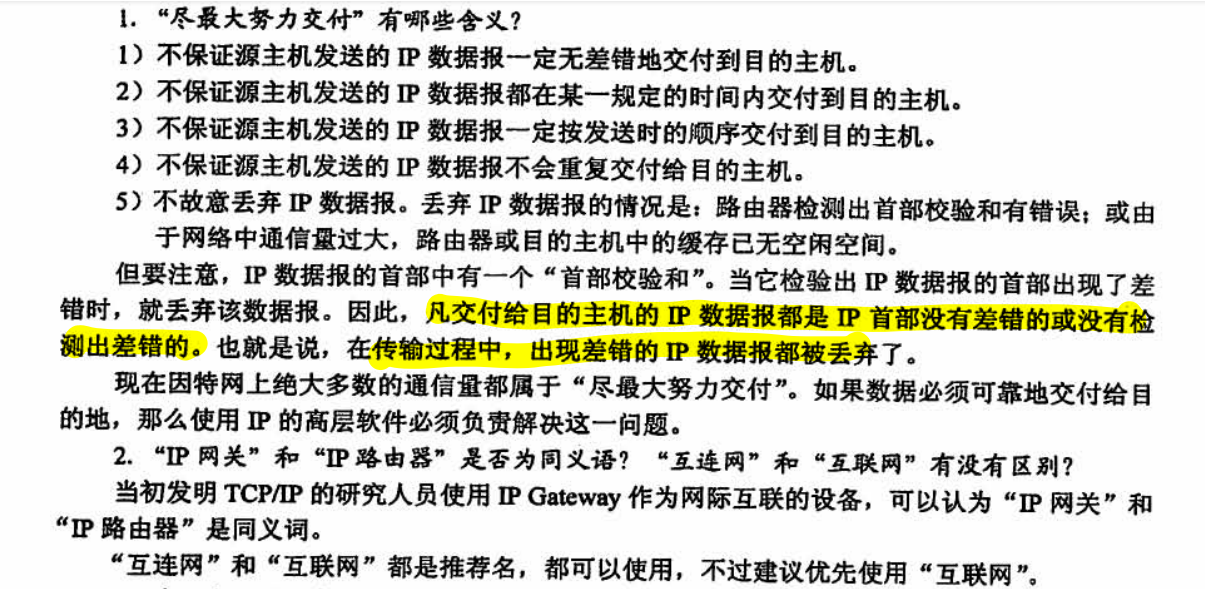 1. “尽最大努力交付”有哪些含义？
1）不保证源主机发送的 IP 数据报一定无差错地交付到目的主机。
2）不保证源主机发送的 IP 数据报都在某一规定的时间内交付到目的主机。
3）不保证源主机发送的 IP 数据报一定按发送时的顺序交付到目的主机。
4）不保证源主机发送的 IP 数据报不会重复交付给目的主机。
5）不故意丢弃 IP 数据报。丢弃 IP 数据报的情况是：路由器检测出首部校验和有错误；或由
于网络中通信量过大，路由器或目的主机中的缓存已无空闲空间。
但要注意，IP 数据报的首部中有一个“首部校验和”。当它检验出 IP 数据报的首部出现了差
错时，就丢弃该数据报。因此，凡交付给目的主机的 IP 数据报都是 IP 首部没有差错的或没有检
测出差错的。也就是说，在传输过程中，出现差错的 IP 数据报都被丢弃了。
现在因特网上绝大多数的通信量都属于“尽最大努力交付”。如果数据必须可靠地交付给目
的地，那么使用 IP 的高层软件必须负责解决这一问题。
2. “IP 网关”和“IP 路由器”是否为同义语？“互连网”和“互联网”有没有区别？
当初发明 TCP/IP 的研究人员使用 IP Gateway 作为网际互联的设备，可以认为“IP 网关”和
“IP 路由器”是同义词。
“互连网”和“互联网”都是推荐名，都可以使用，不过建议优先使用“互联网”。